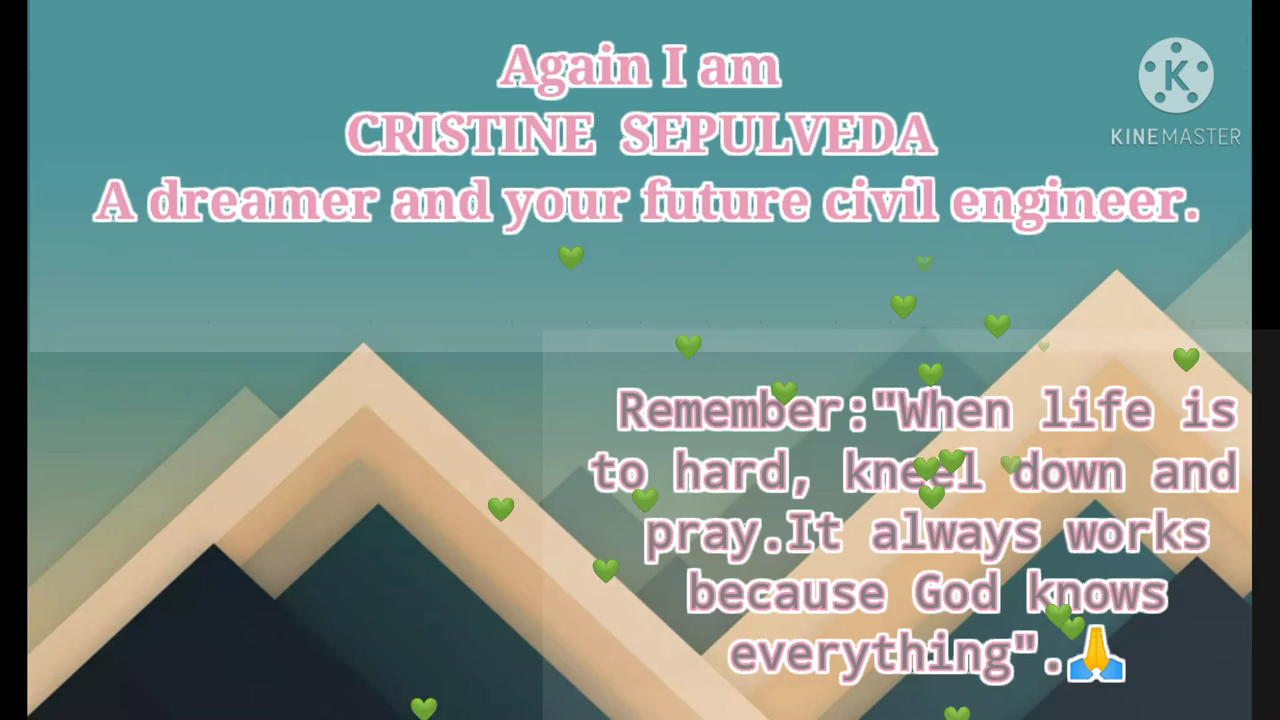 Again I am
CRISTINE SEPULVEDA
A dreamer and your future civil engineer.
KINEMASTER
Remember:"When life is
to hard, kneel down and
pray.It always works
because God knows
everything".🙏